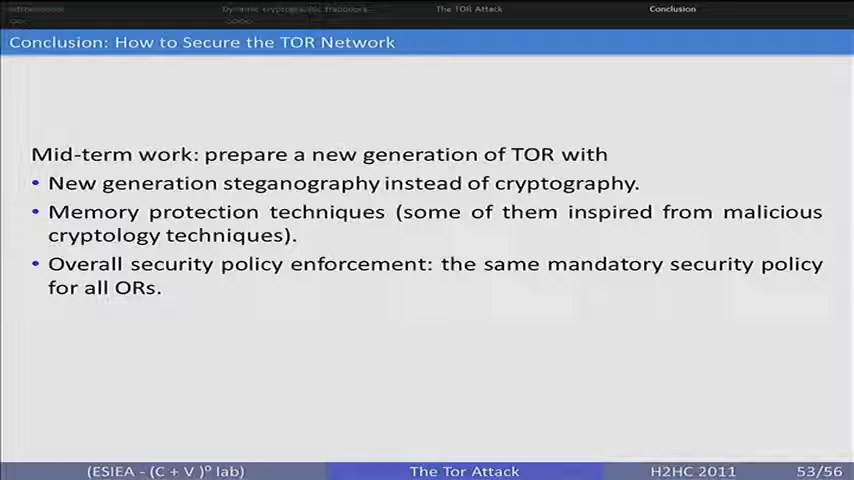 Dynamic cryptographic trapdoors The TOR Attack Conclusion
Conclusion: How to Secure the TOR Network
Mid-term work: prepare a new generation of TOR with
• New generation steganography instead of cryptography.
• Memory protection techniques (some of them inspired from malicious
cryptology techniques).
• Overall security policy enforcement: the same mandatory security policy
for all ORs.
(ESIEA - (C + V)º lab) The Tor Attack H2HC 2011 53/56